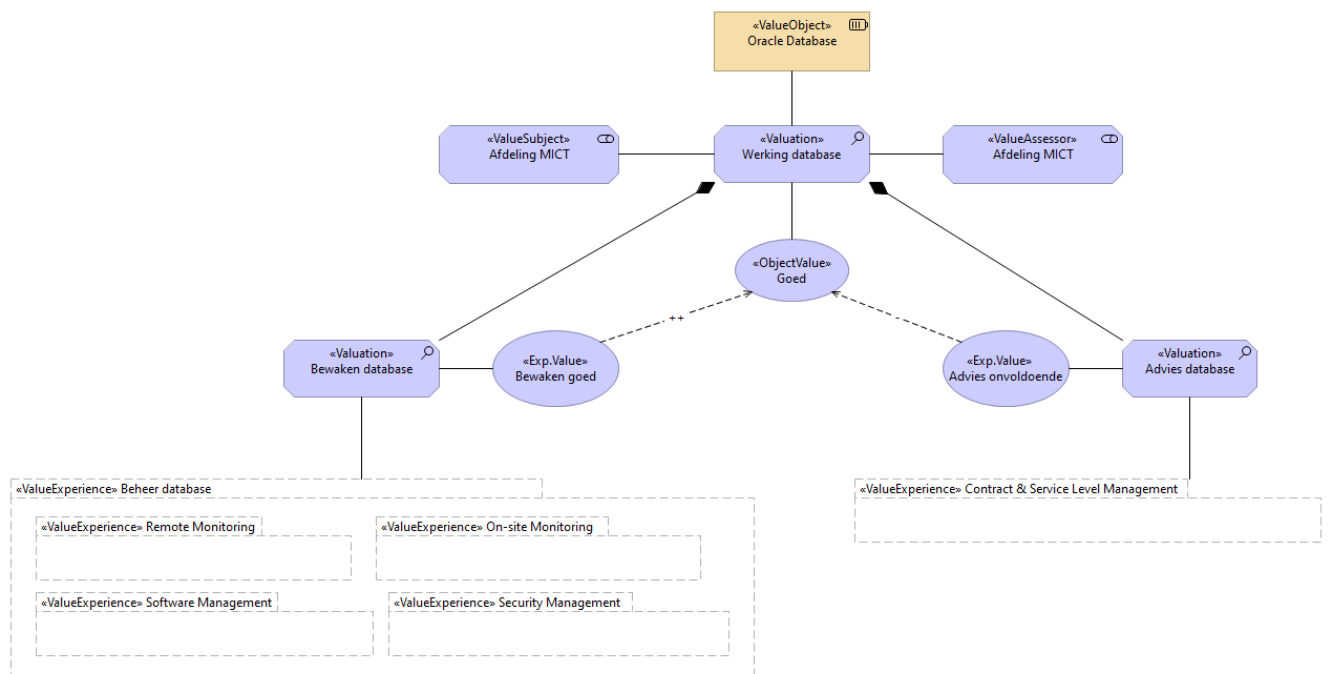 «ValueObject»
Oracle Database
«ValueSubject»
Afdeling MICT
«Valuation»
Werking database
«ValueAssessor»
Afdeling MICT
«ObjectValue»
Goed
++
-
«Valuation»
Bewaken database
«Exp.Value»
Bewaken goed
«Exp.Value»
Advies onvoldoende
«Valuation»
Advies database
«ValueExperience» Beheer database
«ValueExperience» Contract & Service Level Management
«ValueExperience» Remote Monitoring
«ValueExperience» On-site Monitoring
«ValueExperience» Software Management
«ValueExperience» Security Management